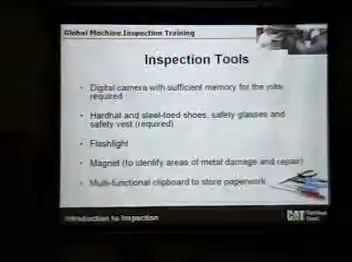 Global Machine Inspection Training
Inspection Tools
• Digital camera with sufficient memory for the jobs
required
• Hardhat and steel-toed shoes, safety glasses and
safety vest (required)
• Flashlight
• Magnet (to identify areas of metal damage and repair)
• Multi-functional clipboard to store paperwork
Introduction to Inspection
CAT Certified
Used